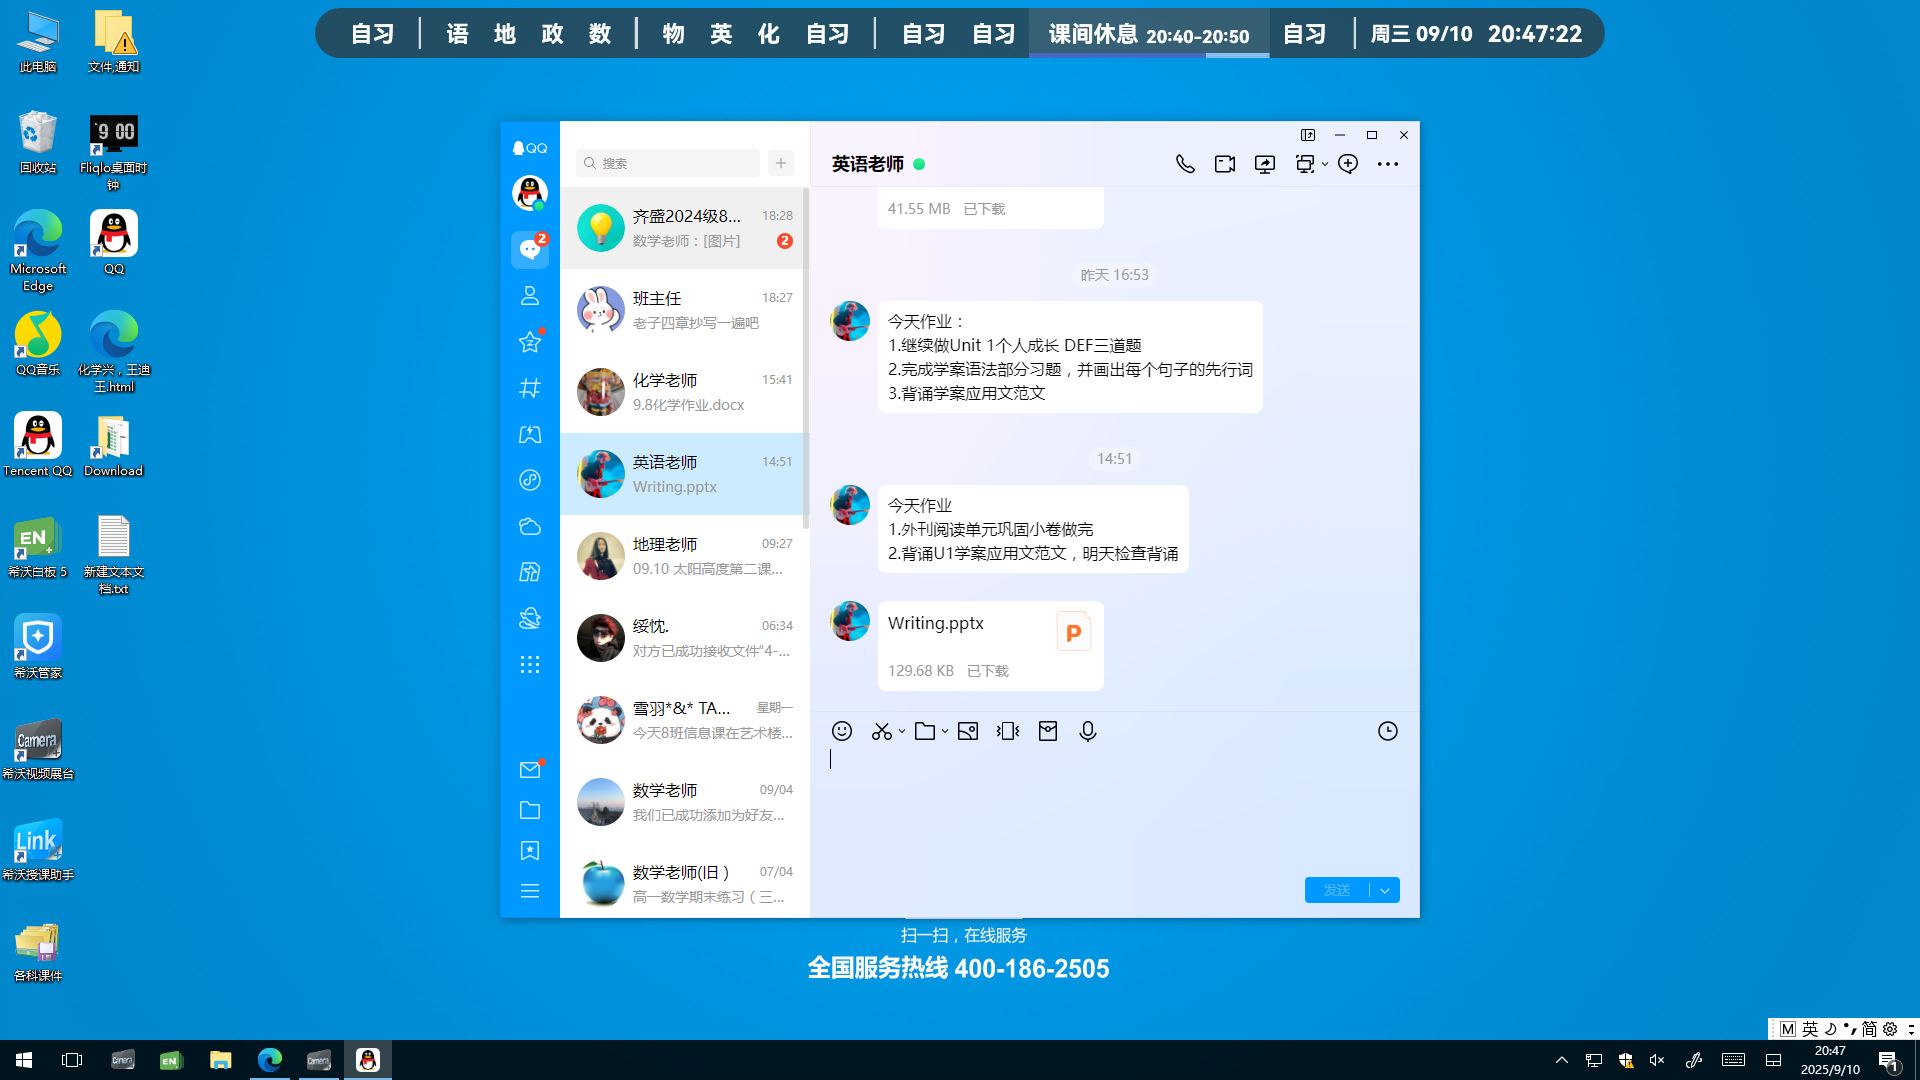 自习 语 地 政 数 物 英 化 自习 自习 自习 课间休息 20:40-20:50 自习 周三 09/10 20:47:22
此电脑
文件,通知
回收站
Fliqlo桌面时
钟
Microsoft
Edge
QQ
QQ音乐
化学兴，王迪
王.html
Tencent QQ
Download
希沃白板 5
新建文本文
档.txt
希沃管家
Camera
希沃视频展台
Link
希沃授课助手
各科课件
QQ
2
搜索
齐盛2024级8... 18:28
数学老师：[图片] 2
班主任 18:27
老子四章抄写一遍吧
化学老师 15:41
9.8化学作业.docx
英语老师 14:51
Writing.pptx
地理老师 09:27
09.10 太阳高度第二课...
绥忱. 06:34
对方已成功接收文件“4-...
雪羽*&* TA... 星期一
今天8班信息课在艺术楼...
数学老师 09/04
我们已成功添加为好友...
数学老师(旧 ) 07/04
高一数学期末练习（三...
英语老师
41.55 MB 已下载
昨天 16:53
今天作业：
1.继续做Unit 1个人成长 DEF三道题
2.完成学案语法部分习题，并画出每个句子的先行词
3.背诵学案应用文范文
14:51
今天作业
1.外刊阅读单元巩固小卷做完
2.背诵U1学案应用文范文，明天检查背诵
Writing.pptx
P
129.68 KB 已下载
发送
扫一扫，在线服务
全国服务热线 400-186-2505
M 英 简
20:47
2025/9/10
1